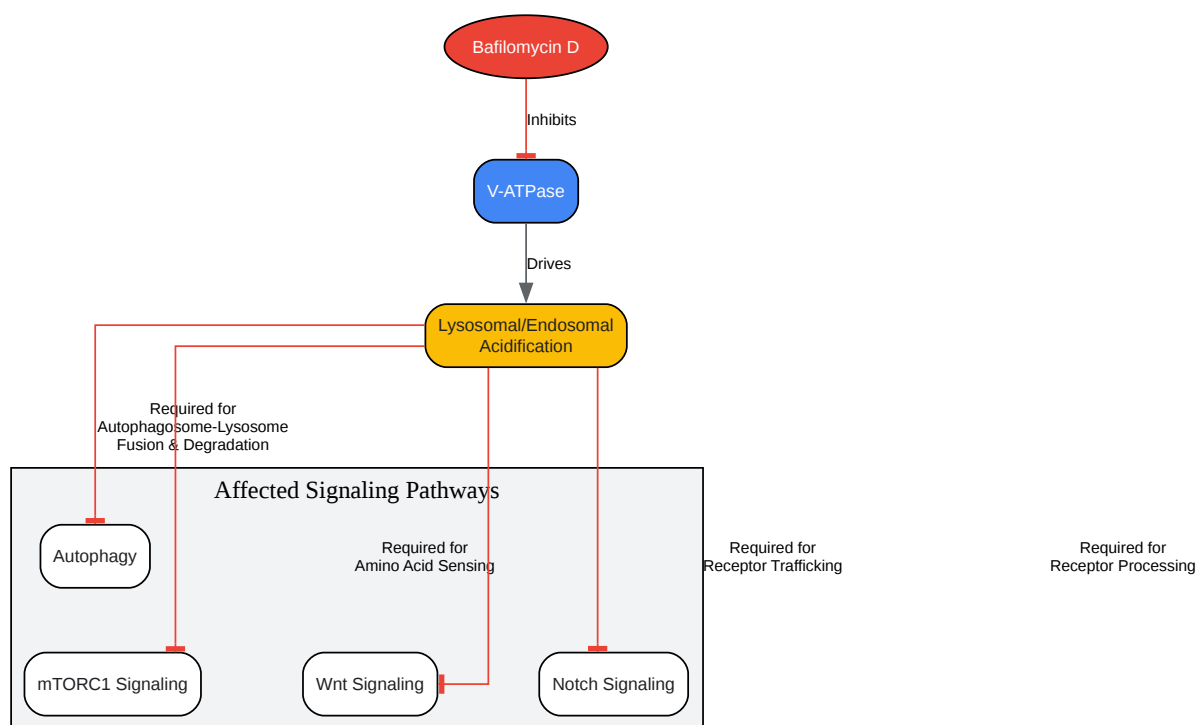 Bafilomycin D
Inhibits
V-ATPase
Drives
Lysosomal/Endosomal
Acidification
Required for
Autophagosome-Lysosome
Fusion & Degradation
Affected Signaling Pathways
Autophagy
Required for
Amino Acid Sensing
Required for
Receptor Trafficking
Required for
Receptor Processing
mTORC1 Signaling
Wnt Signaling
Notch Signaling